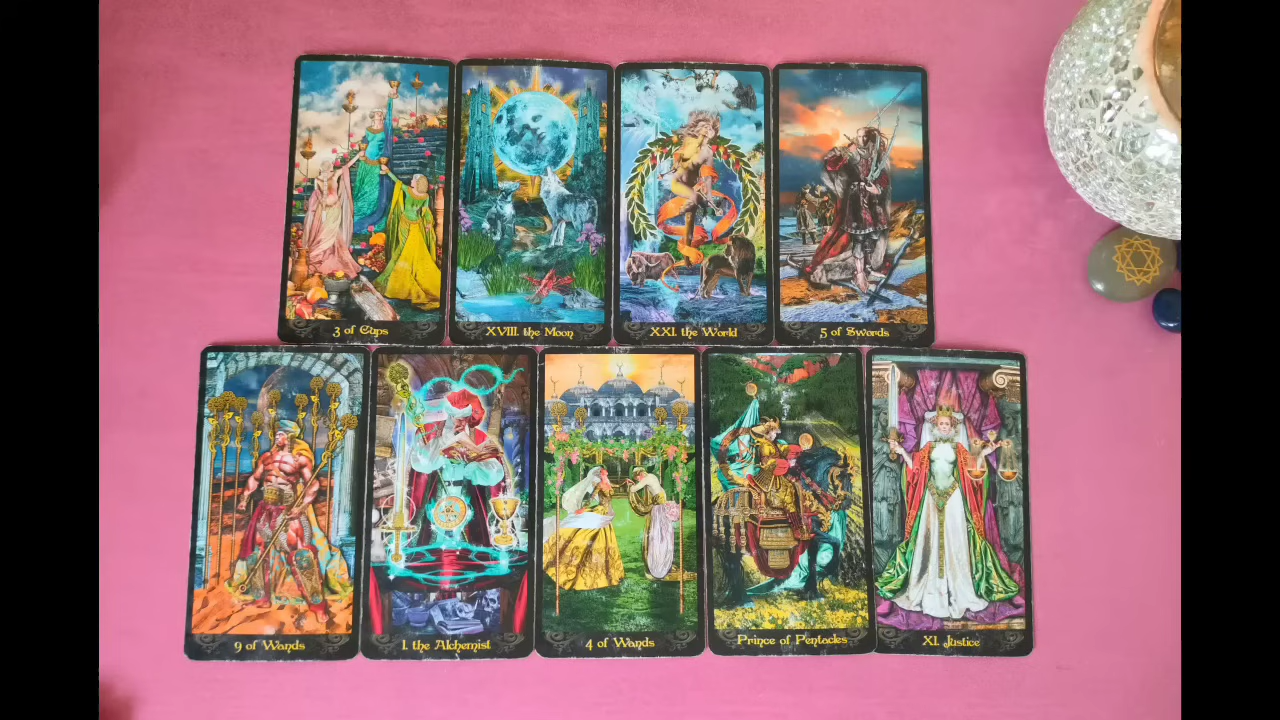 3 of Cups
XVIII. the Moon
XXI. the World
5 of Swords
9 of Wands
I. the Alchemist
4 of Wands
Prince of Pentacles
XI. Justice